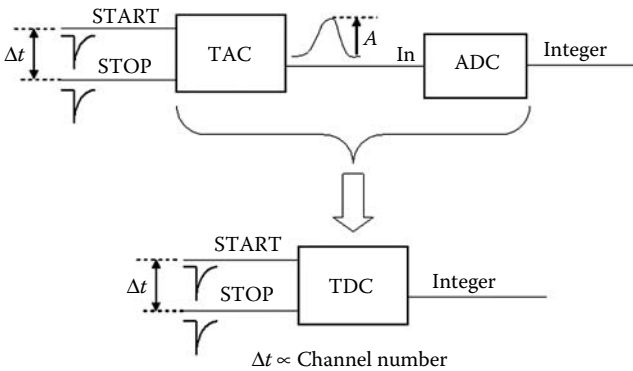 START
Δt
STOP
TAC
A
In
ADC
Integer
START
Δt
STOP
TDC
Integer
Δt ∝ Channel number